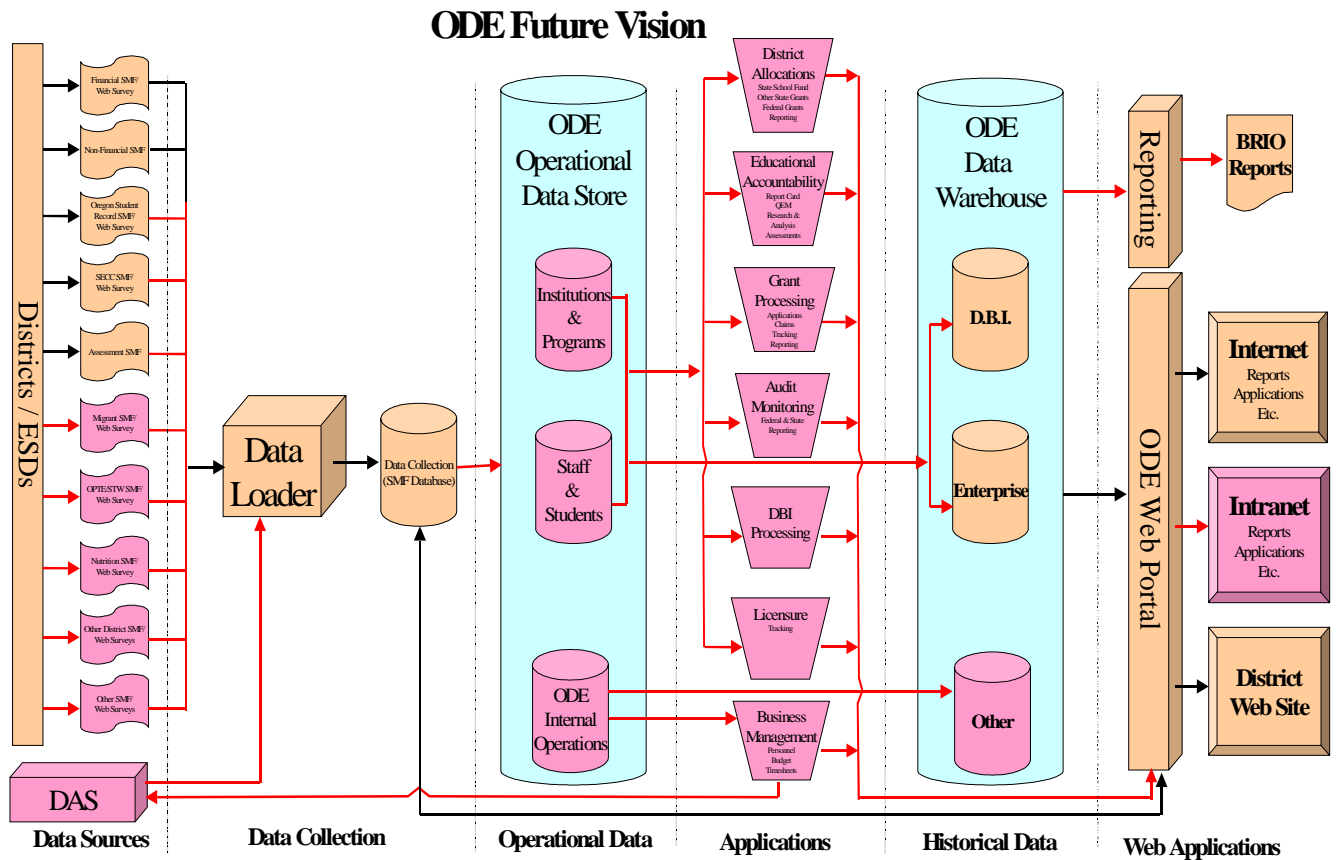 ODE Future Vision
Districts / ESDs
Financial SMF/
Web Survey
Non-Financial SMF
Oregon Student
Record SMF/
Web Survey
SECC SMF/
Web Survey
Assessment SMF
Migrant SMF/
Web Survey
OPTE/STW SMF/
Web Survey
Nutrition SMF/
Web Survey
Other District SMF/
Web Surveys
Other SMF/
Web Surveys
DAS
Data Sources
Data
Loader
Data Collection
(SMF Database)
Data Collection
ODE
Operational
Data Store
Institutions
&
Programs
Staff
&
Students
ODE
Internal
Operations
Operational Data
District
Allocations
State School Fund
Other State Grants
Federal Grants
Reporting
Educational
Accountability
Report Card
QEM
Research &
Analysis
Assessments
Grant
Processing
Applications
Claims
Tracking
Reporting
Audit
Monitoring
Federal & State
Reporting
DBI
Processing
Licensure
Tracking
Business
Management
Personnel
Budget
Timesheets
Applications
ODE
Data
Warehouse
D.B.I.
Enterprise
Other
Historical Data
Reporting
BRIO
Reports
ODE Web Portal
Internet
Reports
Applications
Etc.
Intranet
Reports
Applications
Etc.
District
Web Site
Web Applications